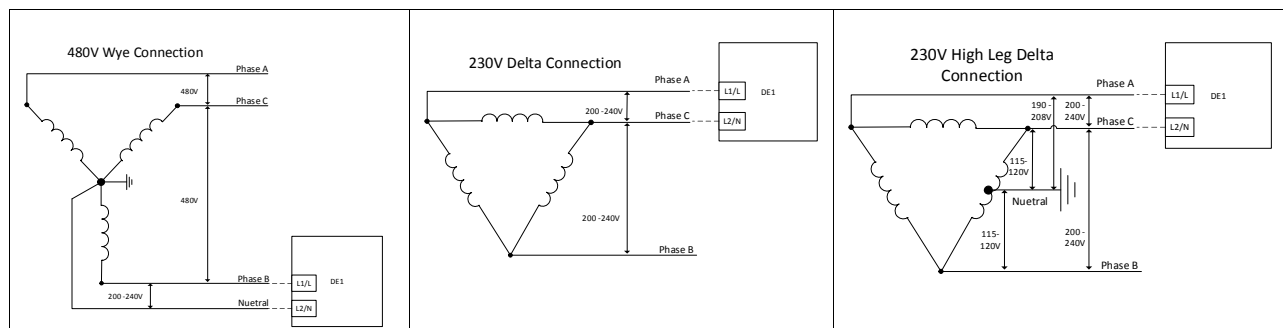 480V Wye Connection
Phase A
480V
Phase C
480V
Phase B
200 -240V
Nuetral
L1/L
DE1
L2/N
230V Delta Connection
Phase A
L1/L
DE1
200 -240V
Phase C
L2/N
200 -240V
Phase B
230V High Leg Delta
Connection
Phase A
L1/L
DE1
190 -
208V
200 -
240V
Phase C
L2/N
115-
120V
Nuetral
115-
120V
200 -
240V
Phase B